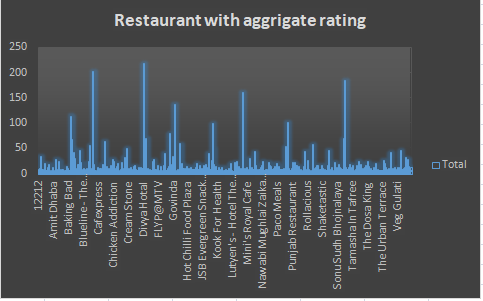 Restaurant with aggrigate rating
250
200
150
100
50
0
12212
Amit Dhaba
Baking Bad
Blueline - The...
Cafexpress
Chicken Addiction
Cream Stone
Divya Hotal
FLYP@MTV
Govinda
Hot Chilli Food Plaza
JSB Evergreen Snack...
Kook For Health
Lutyen's - Hotel The...
Mini's Royal Cafe
Nawabi Mughlai Zaika
Paco Meals
Punjab Restaurant
Rollacious
Shaketastic
Sonu Sudh Bhojnalaya
Tamasha In Tafree
The Dosa King
The Urban Terrace
Veg Gulati
Total